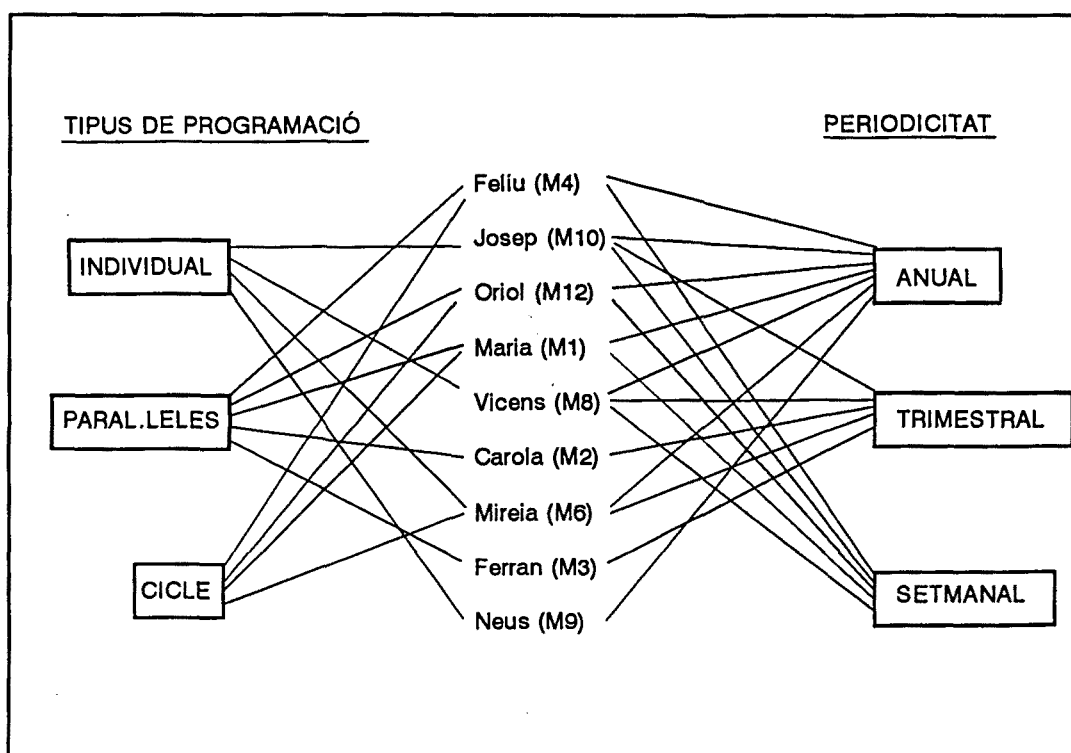 TIPUS DE PROGRAMACIÓ
PERIODICITAT
Feliu (M4)
Josep (M10)
INDIVIDUAL
ANUAL
Oriol (M12)
Maria (M1)
Vicens (M8)
PARAL.LELES
TRIMESTRAL
Carola (M2)
Mireia (M6)
Ferran (M3)
CICLE
SETMANAL
Neus (M9)